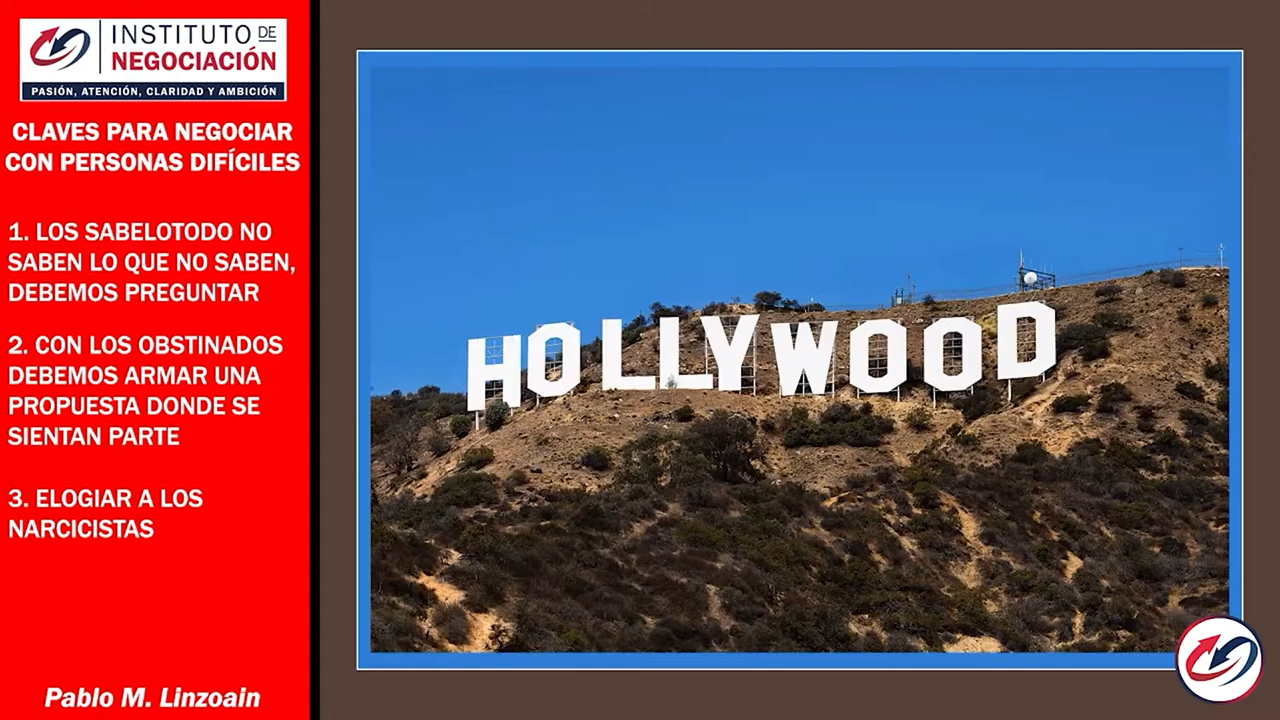 INSTITUTO DE
NEGOCIACIÓN
PASIÓN, ATENCIÓN, CLARIDAD Y AMBICIÓN
CLAVES PARA NEGOCIAR
CON PERSONAS DIFÍCILES
1. LOS SABELOTODO NO
SABEN LO QUE NO SABEN,
DEBEMOS PREGUNTAR
2. CON LOS OBSTINADOS
DEBEMOS ARMAR UNA
PROPUESTA DONDE SE
SIENTAN PARTE
3. ELOGIAR A LOS
NARCICISTAS
Pablo M. Linzoain
HOLLYWOOD